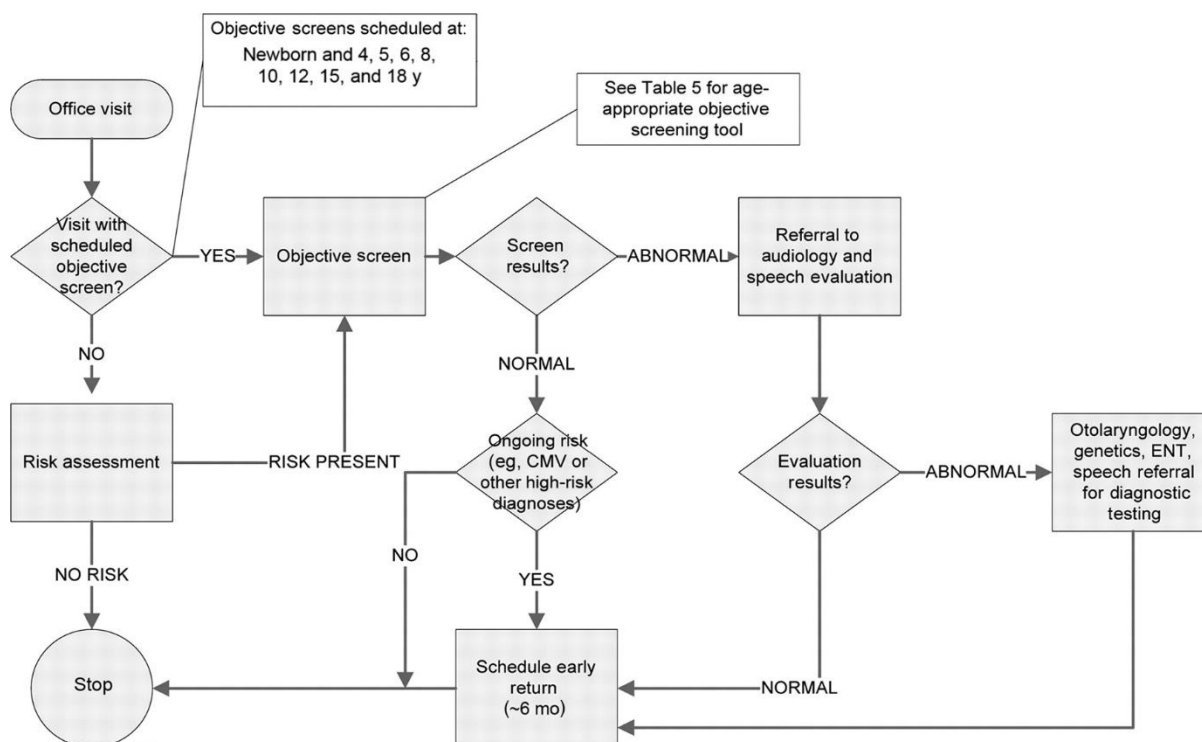 Objective screens scheduled at:
Newborn and 4, 5, 6, 8,
10, 12, 15, and 18 y
See Table 5 for age-
appropriate objective
screening tool
Office visit
Visit with
scheduled
objective
screen?
YES
Objective screen
Screen
results?
ABNORMAL
Referral to
audiology and
speech evaluation
NO
NORMAL
Risk assessment
RISK PRESENT
Ongoing risk
(eg, CMV or
other high-risk
diagnoses)
Evaluation
results?
ABNORMAL
Otolaryngology,
genetics, ENT,
speech referral
for diagnostic
testing
NO
YES
NO RISK
Stop
Schedule early
return
(~6 mo)
NORMAL